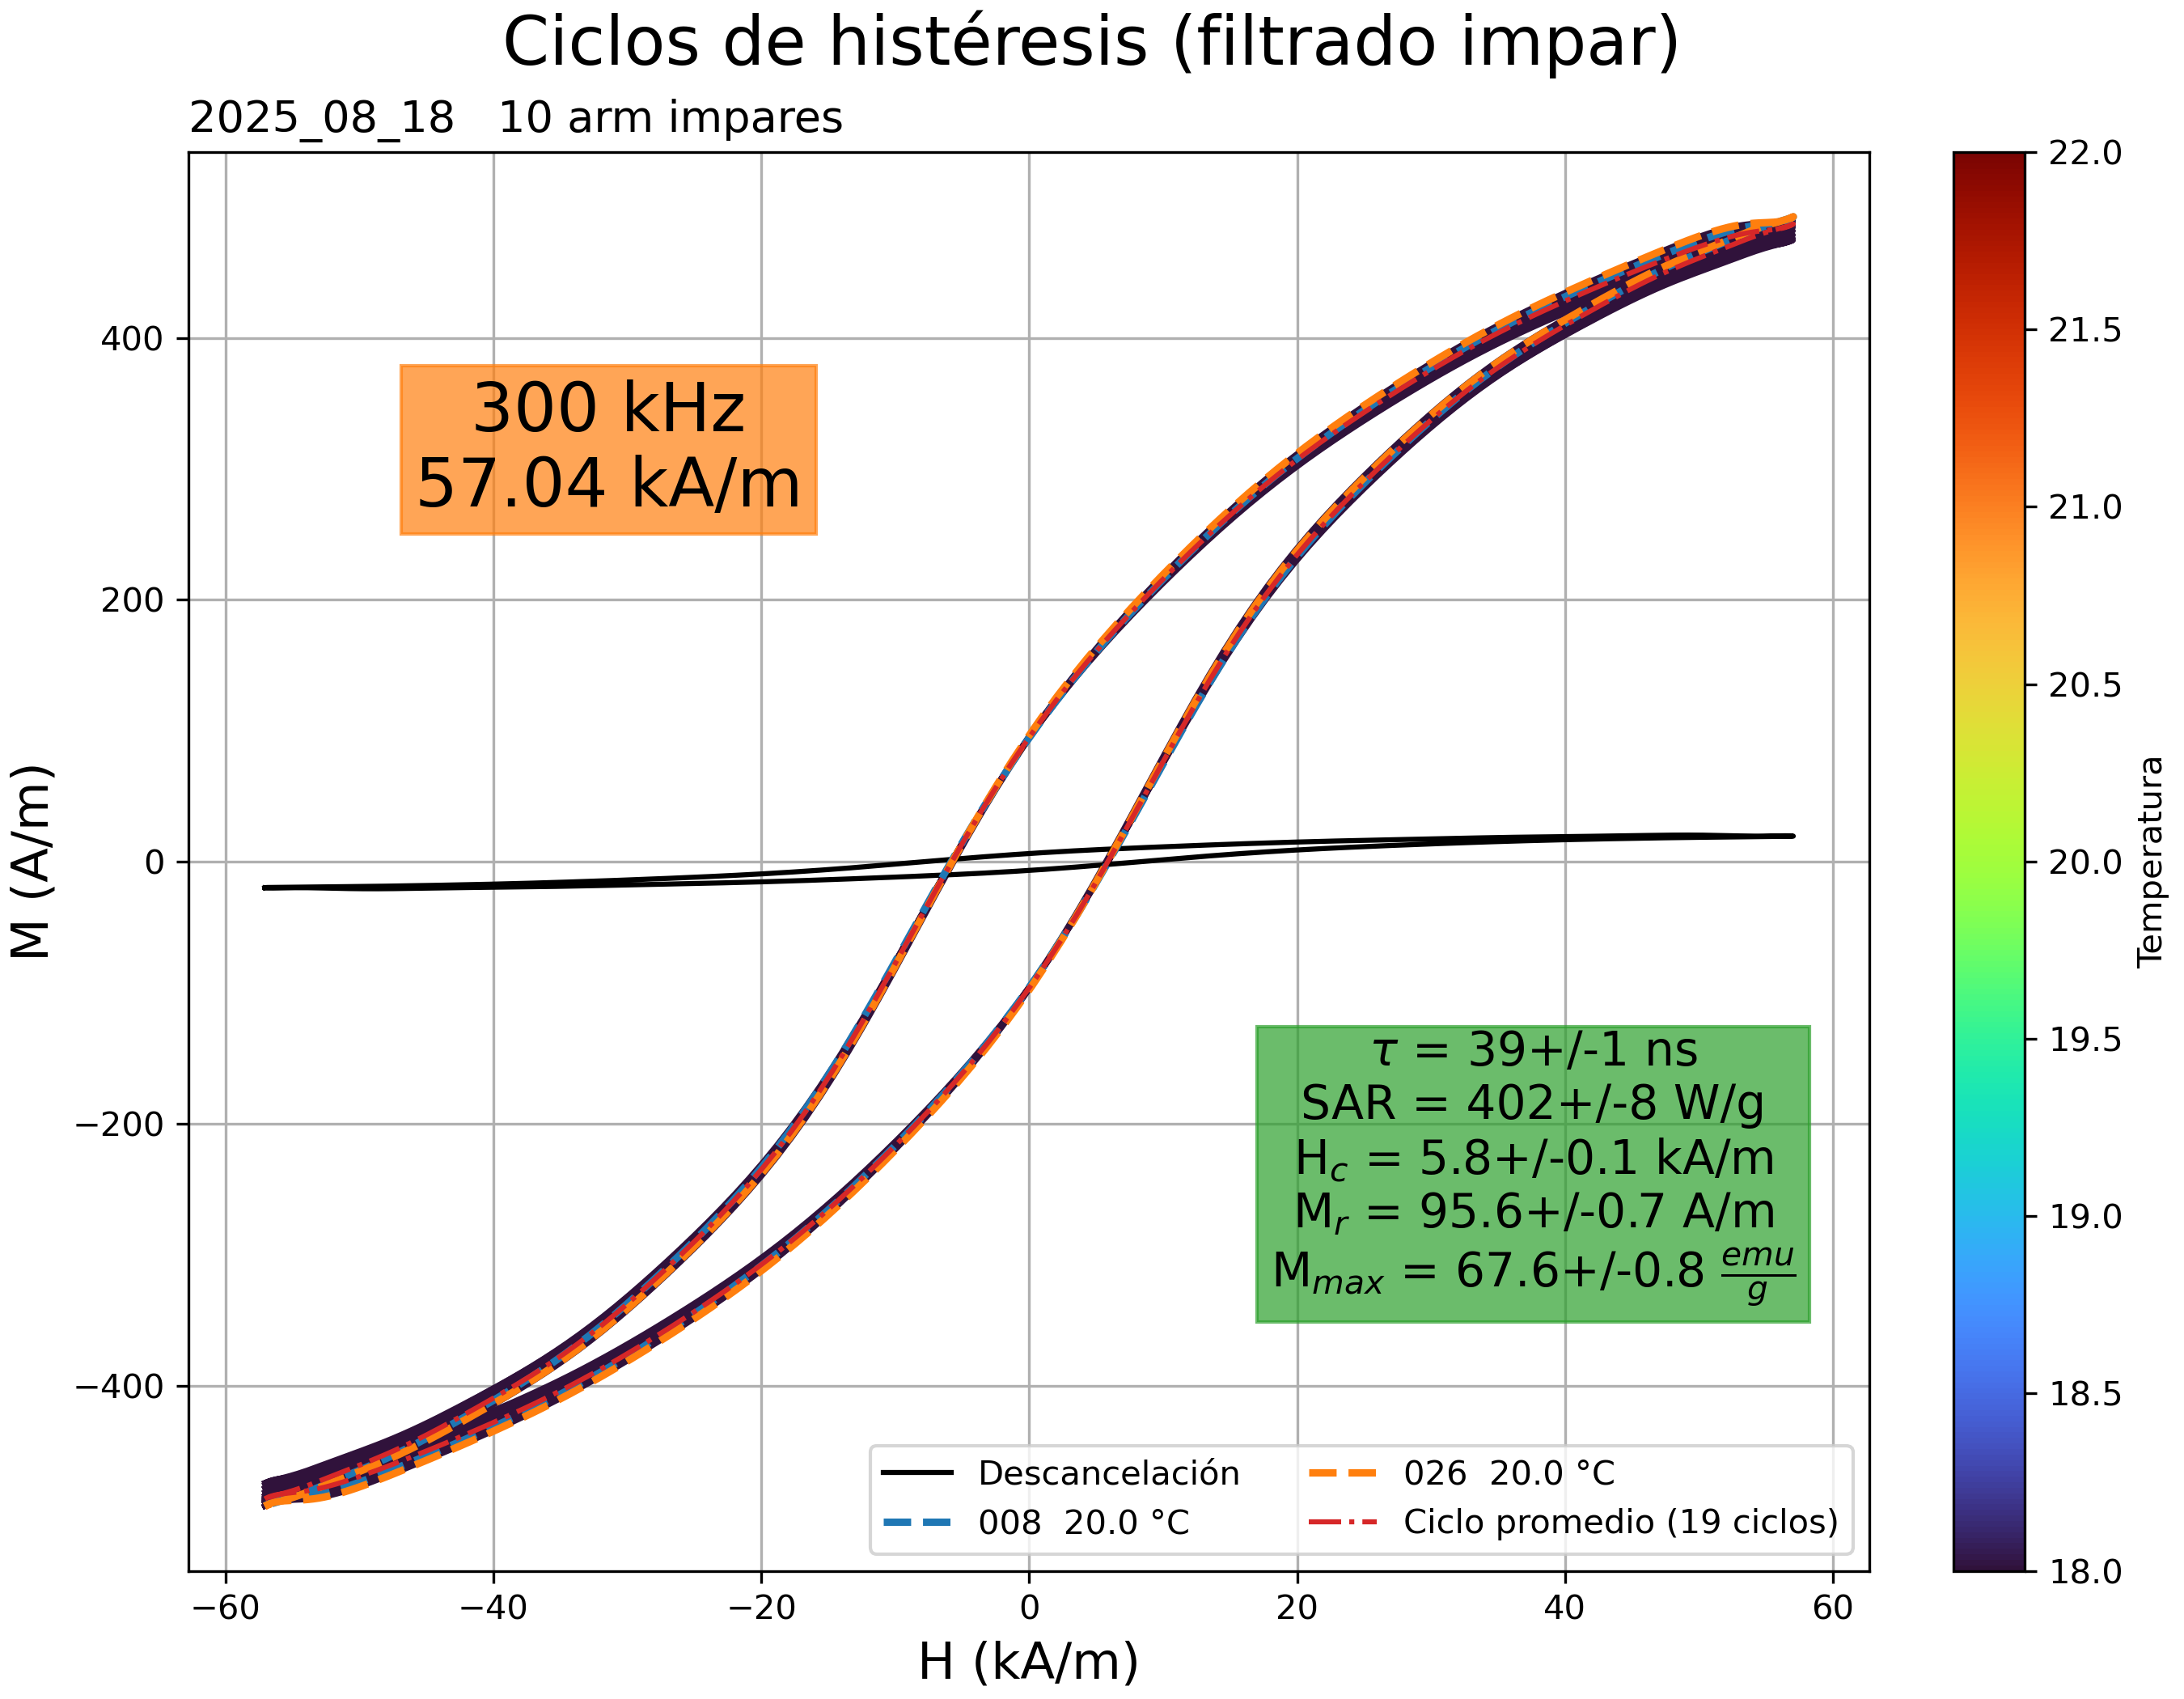 Ciclos de histéresis (filtrado impar)
2025_08_18   10 arm impares
300 kHz
57.04 kA/m
τ = 39+/-1 ns
SAR = 402+/-8 W/g
H_c = 5.8+/-0.1 kA/m
M_r = 95.6+/-0.7 A/m
M_max = 67.6+/-0.8 emu/g
Descancelación
008  20.0 °C
026  20.0 °C
Ciclo promedio (19 ciclos)
M (A/m)
400
200
0
−200
−400
−60
−40
−20
0
20
40
60
H (kA/m)
22.0
21.5
21.0
20.5
20.0
19.5
19.0
18.5
18.0
Temperatura